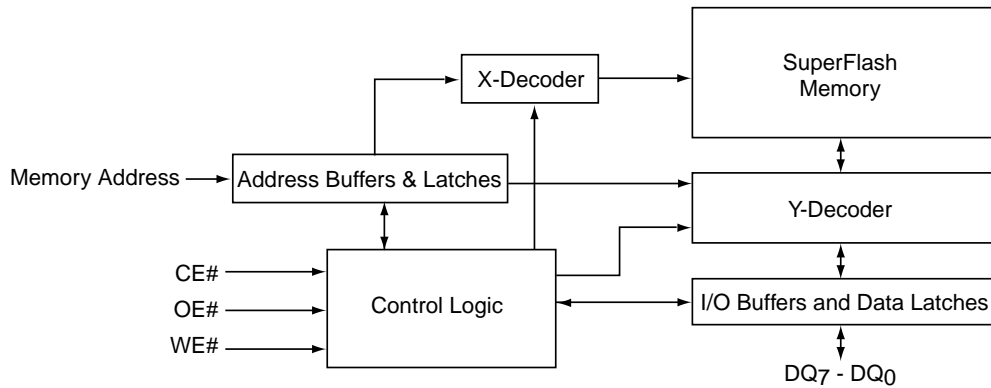 SuperFlash
Memory
X-Decoder
Memory Address
Address Buffers & Latches
Y-Decoder
CE#
OE#
WE#
Control Logic
I/O Buffers and Data Latches
DQ7 - DQ0